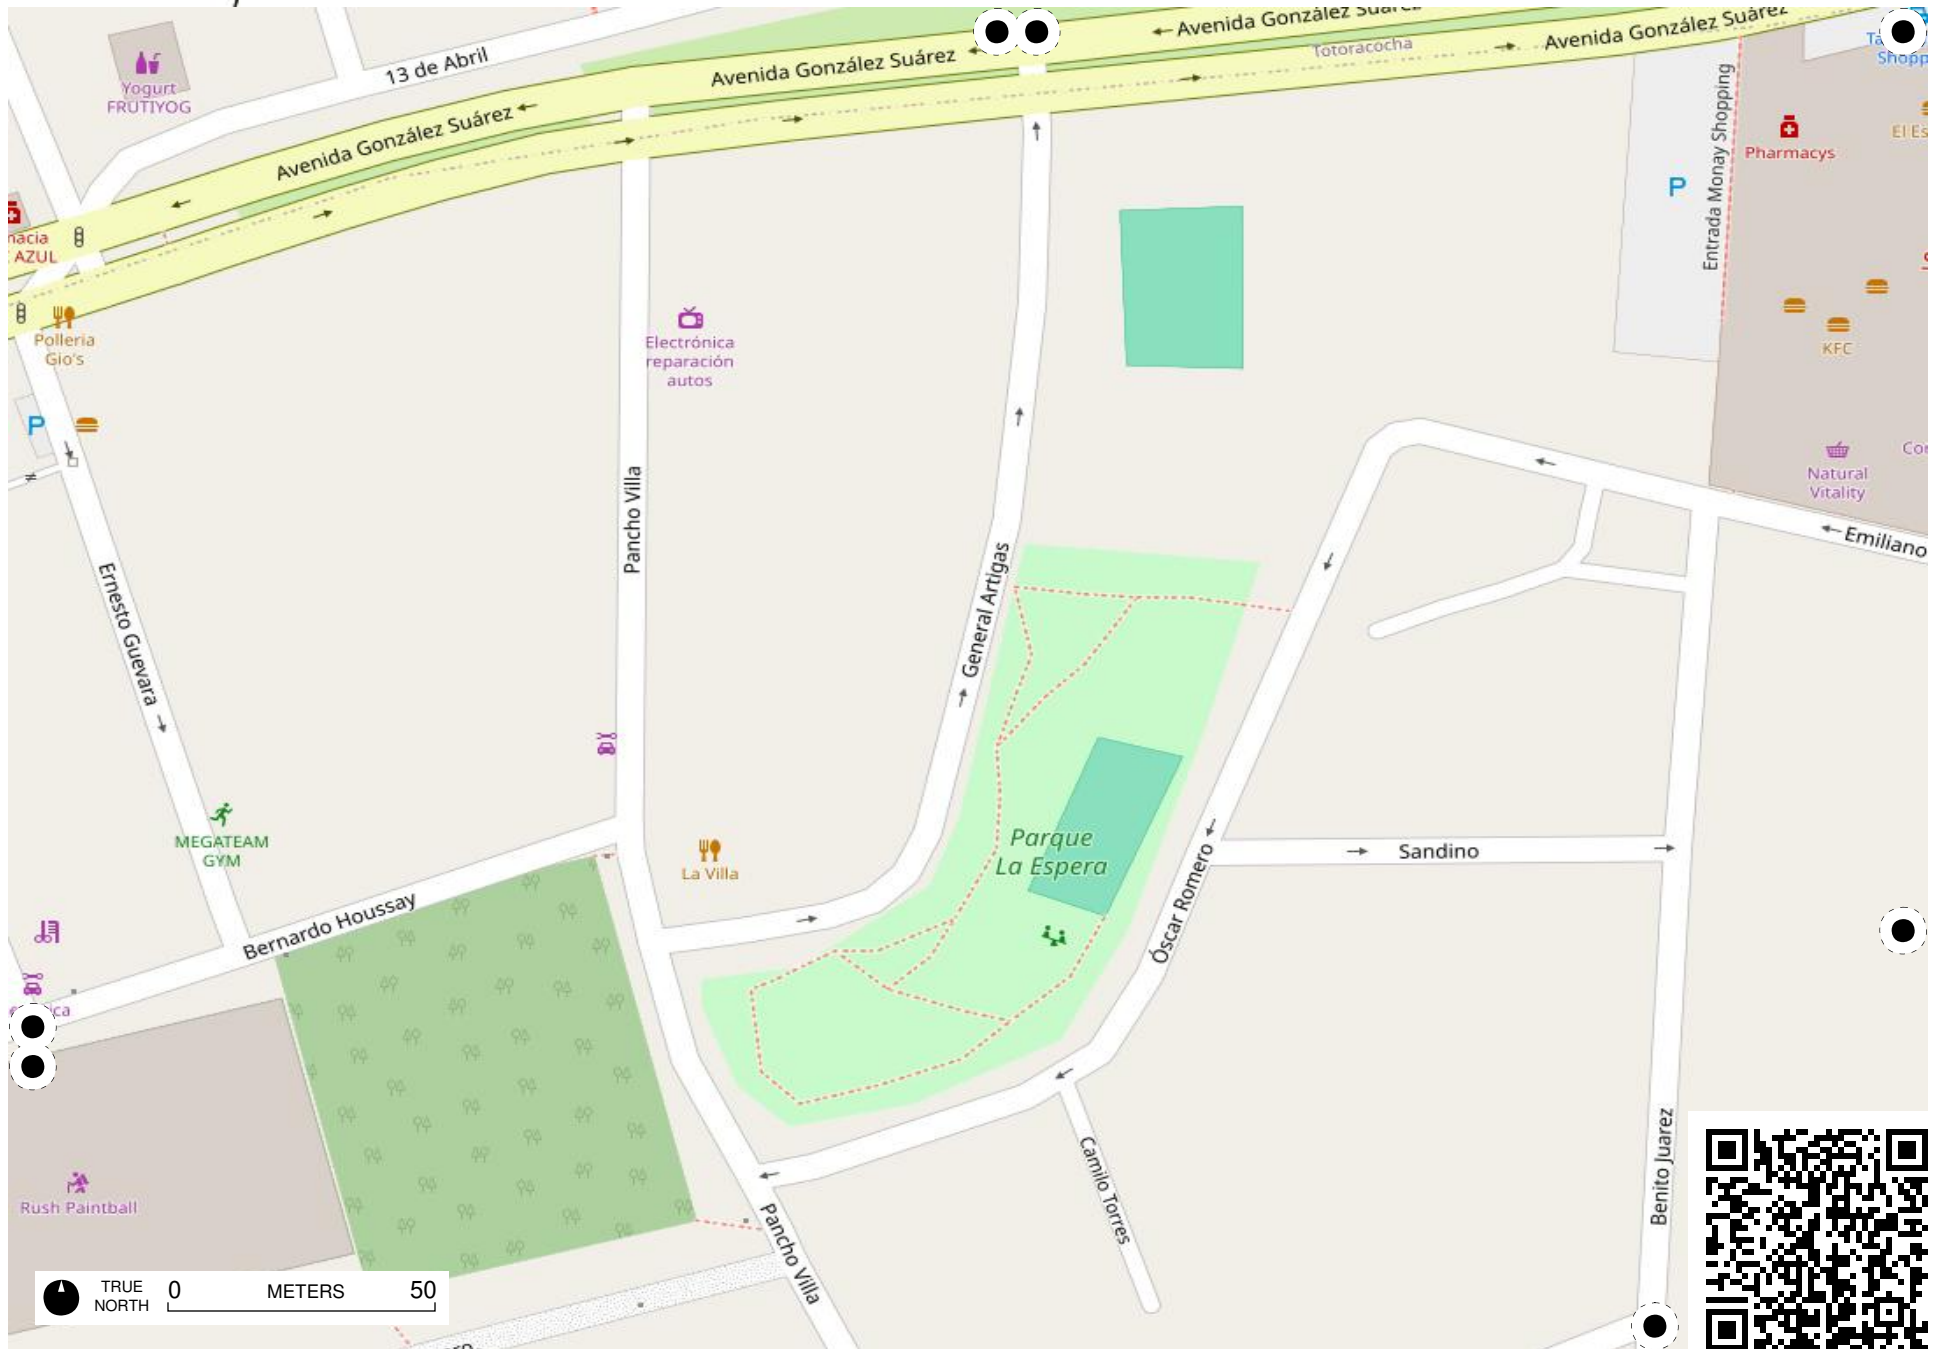 Avenida González Suárez
Avenida González Suárez
13 de Abril
Avenida González Suárez
Totoracocha
Yogurt
FRUTIYOG
Avenida González Suárez
Entrada Monay Shopping
Pharmacys
P
Polleria
Gio's
Electrónica
reparación
autos
KFC
P
Natural
Vitality
Pancho Villa
Emiliano
General Artigas
Ernesto Guevara
Parque
La Espera
MEGATEAM
GYM
La Villa
Sandino
Óscar Romero
Bernardo Houssay
Rush Paintball
Camilo Torres
Benito Juarez
Pancho Villa
TRUE
NORTH
0 METERS 50